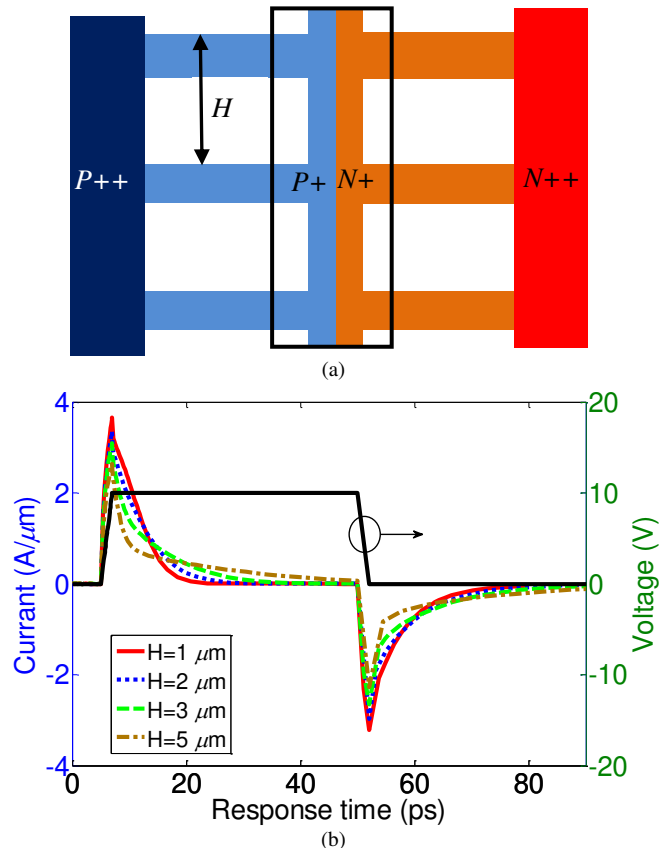 H
P++ P+ N+ N++
(a)
4 20
2 10
0 0
-2 -10
-4 -20
Currant (A/μm)
Voltage (V)
H=1 μm
H=2 μm
H=3 μm
H=5 μm
0 20 40 60 80
Response time (ps)
(b)